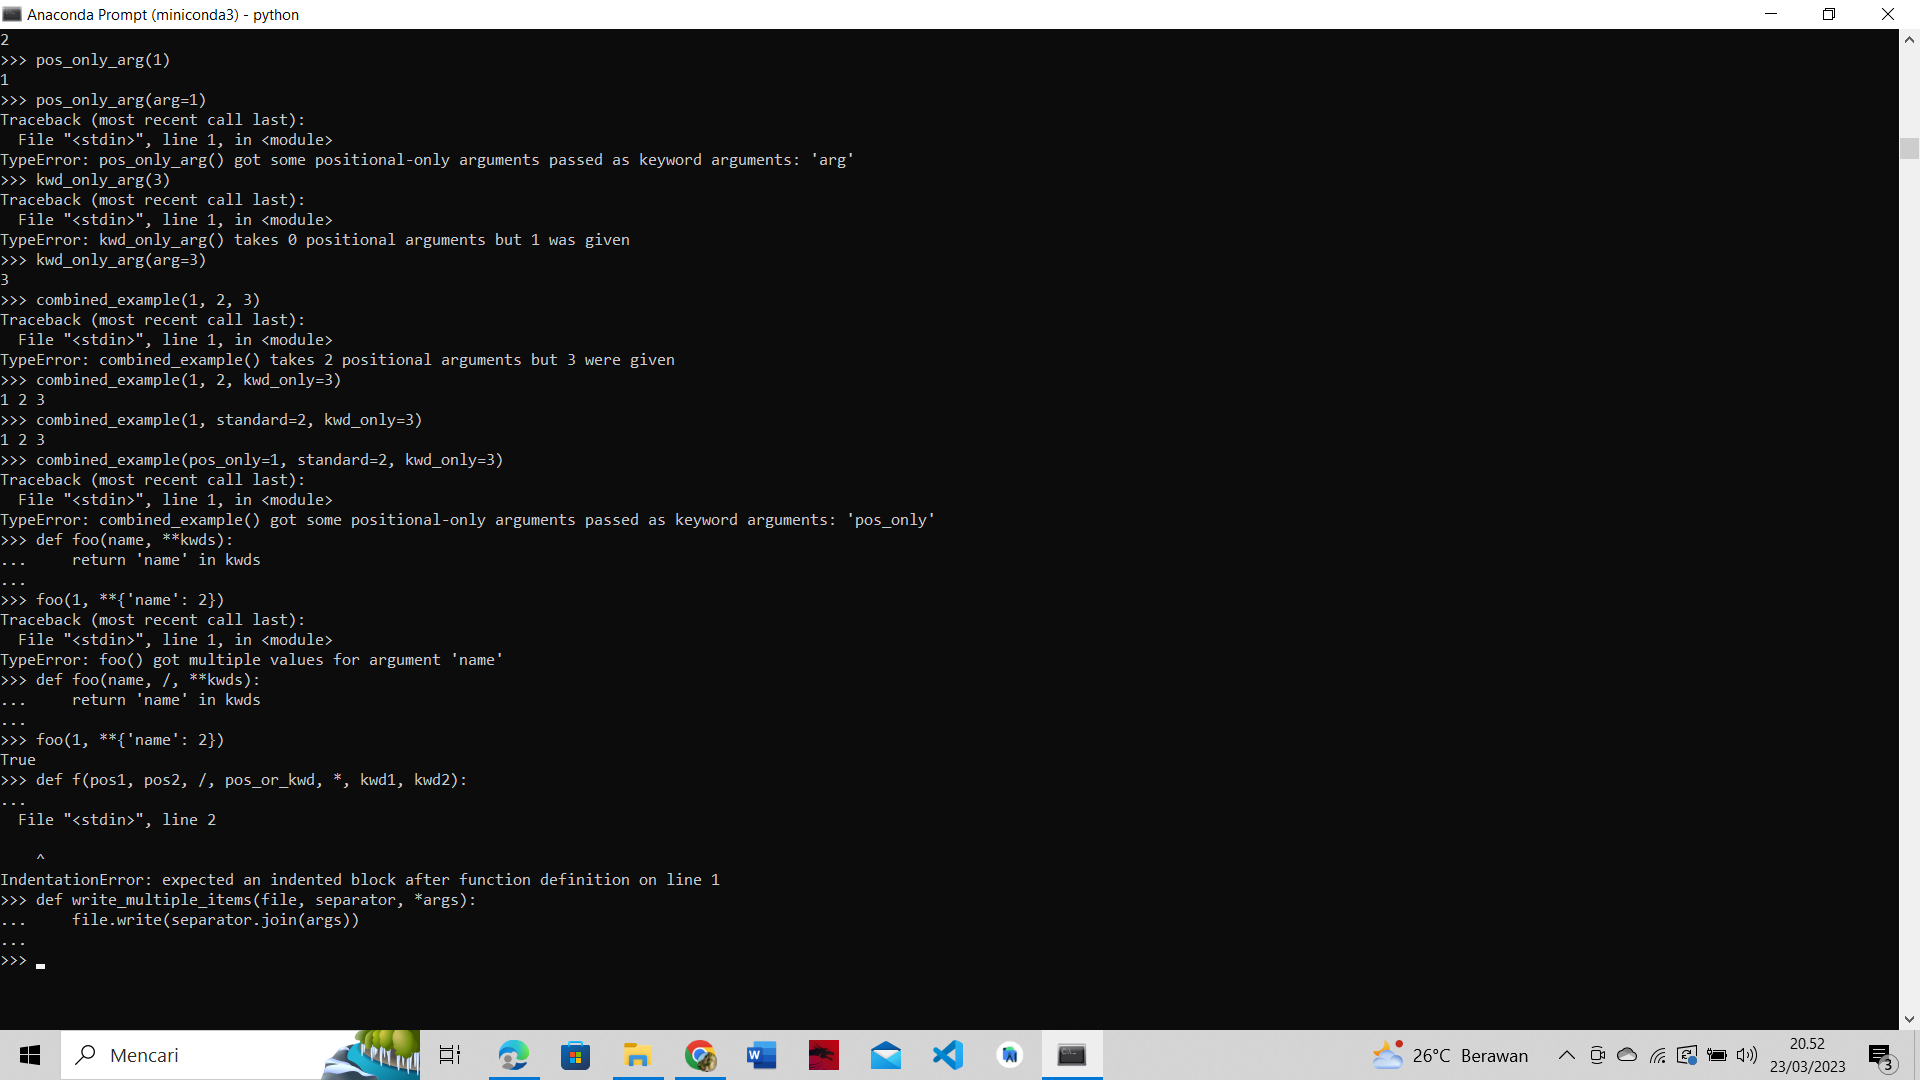 Anaconda Prompt (miniconda3) - python
2
>>> pos_only_arg(1)
1
>>> pos_only_arg(arg=1)
Traceback (most recent call last):
  File "<stdin>", line 1, in <module>
TypeError: pos_only_arg() got some positional-only arguments passed as keyword arguments: 'arg'
>>> kwd_only_arg(3)
Traceback (most recent call last):
  File "<stdin>", line 1, in <module>
TypeError: kwd_only_arg() takes 0 positional arguments but 1 was given
>>> kwd_only_arg(arg=3)
3
>>> combined_example(1, 2, 3)
Traceback (most recent call last):
  File "<stdin>", line 1, in <module>
TypeError: combined_example() takes 2 positional arguments but 3 were given
>>> combined_example(1, 2, kwd_only=3)
1 2 3
>>> combined_example(1, standard=2, kwd_only=3)
1 2 3
>>> combined_example(pos_only=1, standard=2, kwd_only=3)
Traceback (most recent call last):
  File "<stdin>", line 1, in <module>
TypeError: combined_example() got some positional-only arguments passed as keyword arguments: 'pos_only'
>>> def foo(name, **kwds):
...     return 'name' in kwds
...
>>> foo(1, **{'name': 2})
Traceback (most recent call last):
  File "<stdin>", line 1, in <module>
TypeError: foo() got multiple values for argument 'name'
>>> def foo(name, /, **kwds):
...     return 'name' in kwds
...
>>> foo(1, **{'name': 2})
True
>>> def f(pos1, pos2, /, pos_or_kwd, *, kwd1, kwd2):
...
  File "<stdin>", line 2

    ^
IndentationError: expected an indented block after function definition on line 1
>>> def write_multiple_items(file, separator, *args):
...     file.write(separator.join(args))
...
>>> 
Mencari
26°C Berawan
20.52
23/03/2023
3